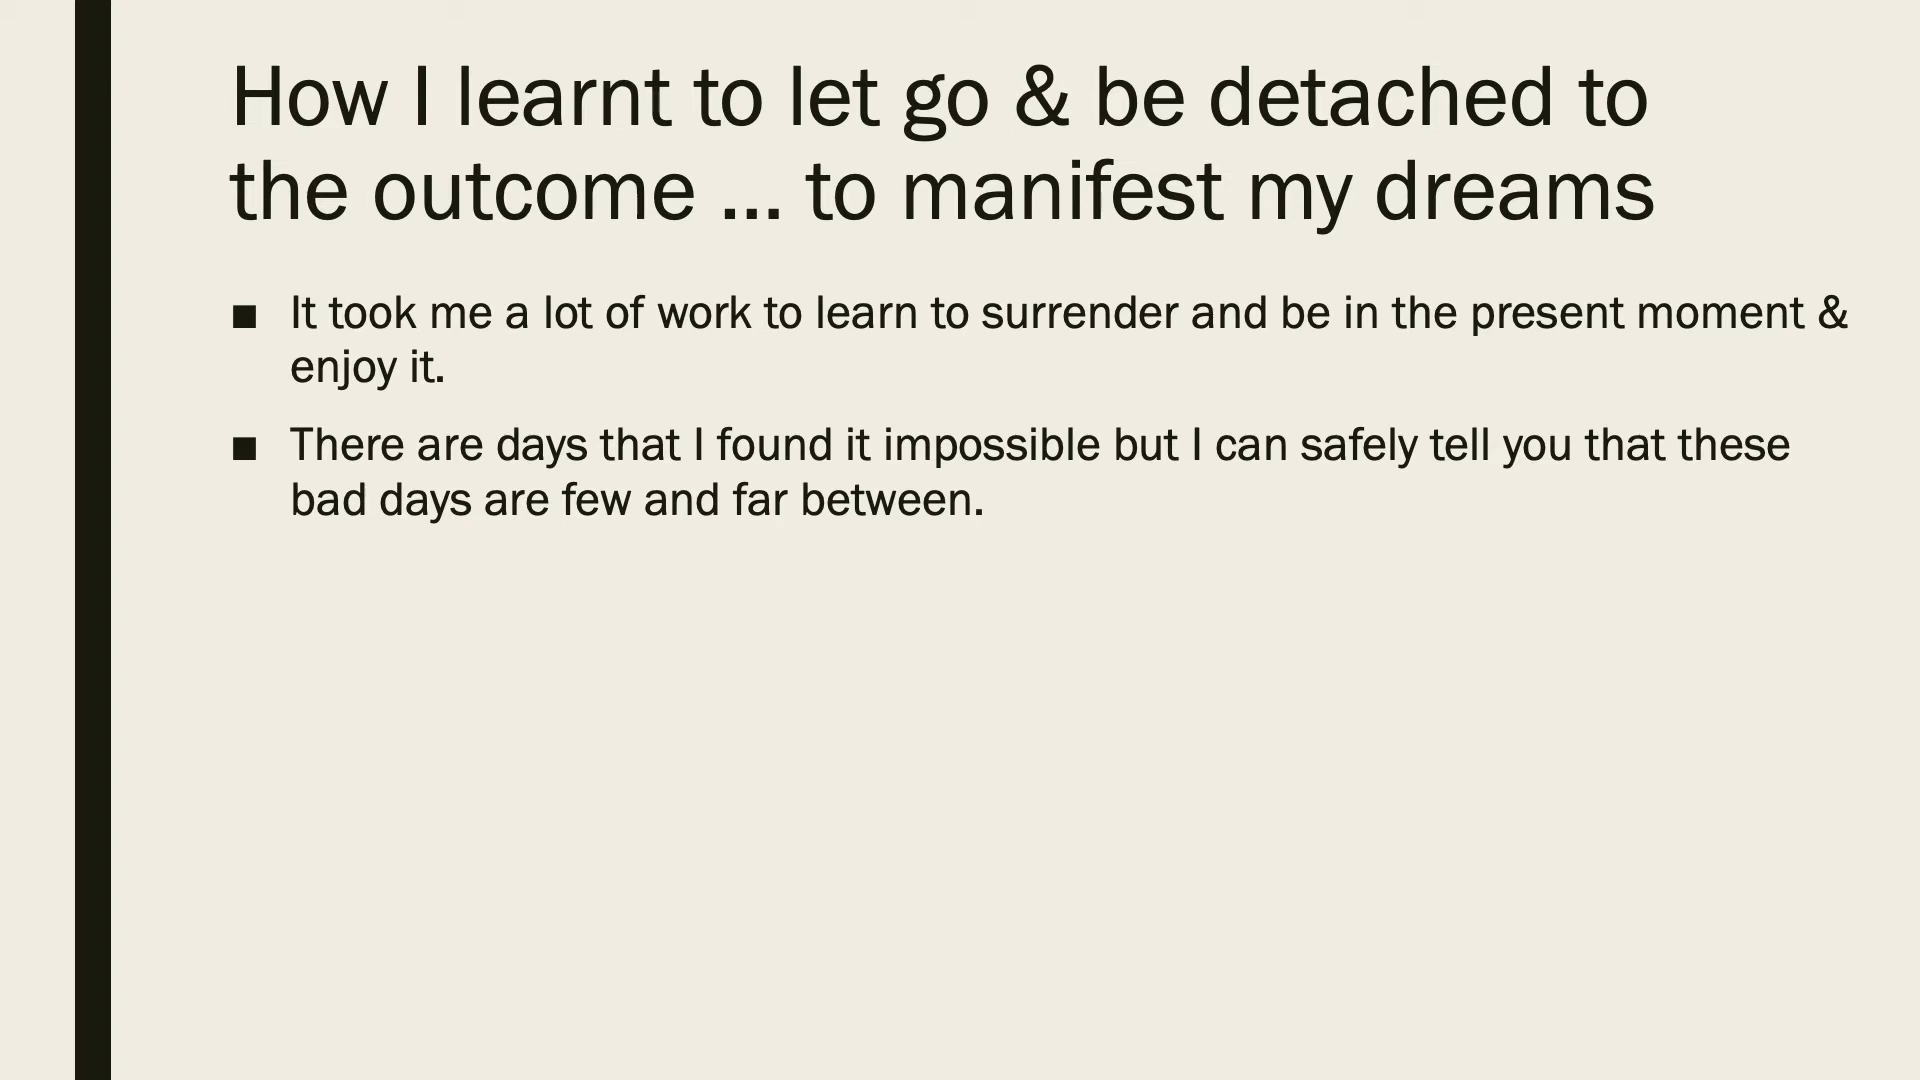 How I learnt to let go & be detached to
the outcome ... to manifest my dreams
■ It took me a lot of work to learn to surrender and be in the present moment &
enjoy it.
■ There are days that I found it impossible but I can safely tell you that these
bad days are few and far between.